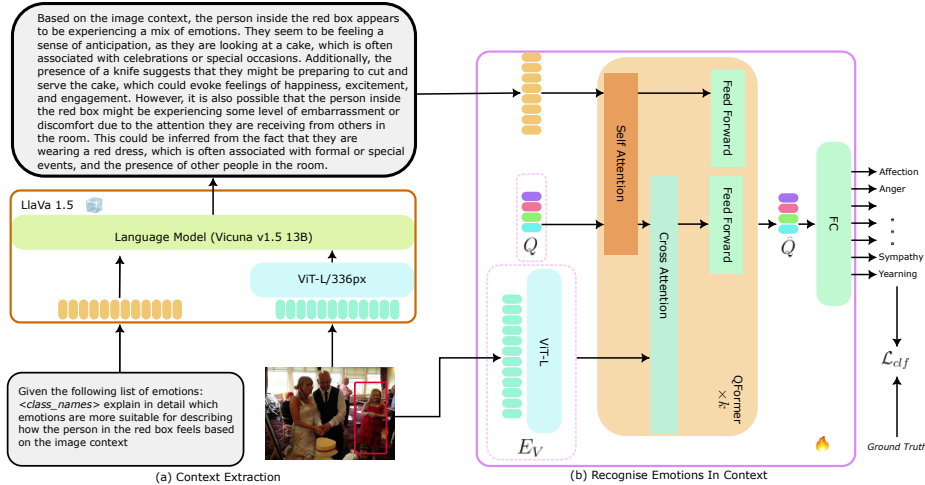 Based on the image context, the person inside the red box appears
to be experiencing a mix of emotions. They seem to be feeling a
sense of anticipation, as they are looking at a cake, which is often
associated with celebrations or special occasions. Additionally, the
presence of a knife suggests that they might be preparing to cut and
serve the cake, which could evoke feelings of happiness, excitement,
and engagement. However, it is also possible that the person inside
the red box might be experiencing some level of embarrassment or
discomfort due to the attention they are receiving from others in
the room. This could be inferred from the fact that they are
wearing a red dress, which is often associated with formal or special
events, and the presence of other people in the room.
LlaVa 1.5
Language Model (Vicuna v1.5 13B)
ViT-L/336px
Given the following list of emotions:
<class_names> explain in detail which
emotions are more suitable for describing
how the person in the red box feels based
on the image context
(a) Context Extraction
Self Attention
Feed Forward
Q
Cross Attention
Feed Forward
Q̂
FC
Affection
Anger
Sympathy
Yearning
ViT-L
E_V
QFormer
×k
ℒ_clf
Ground Truth
(b) Recognise Emotions In Context